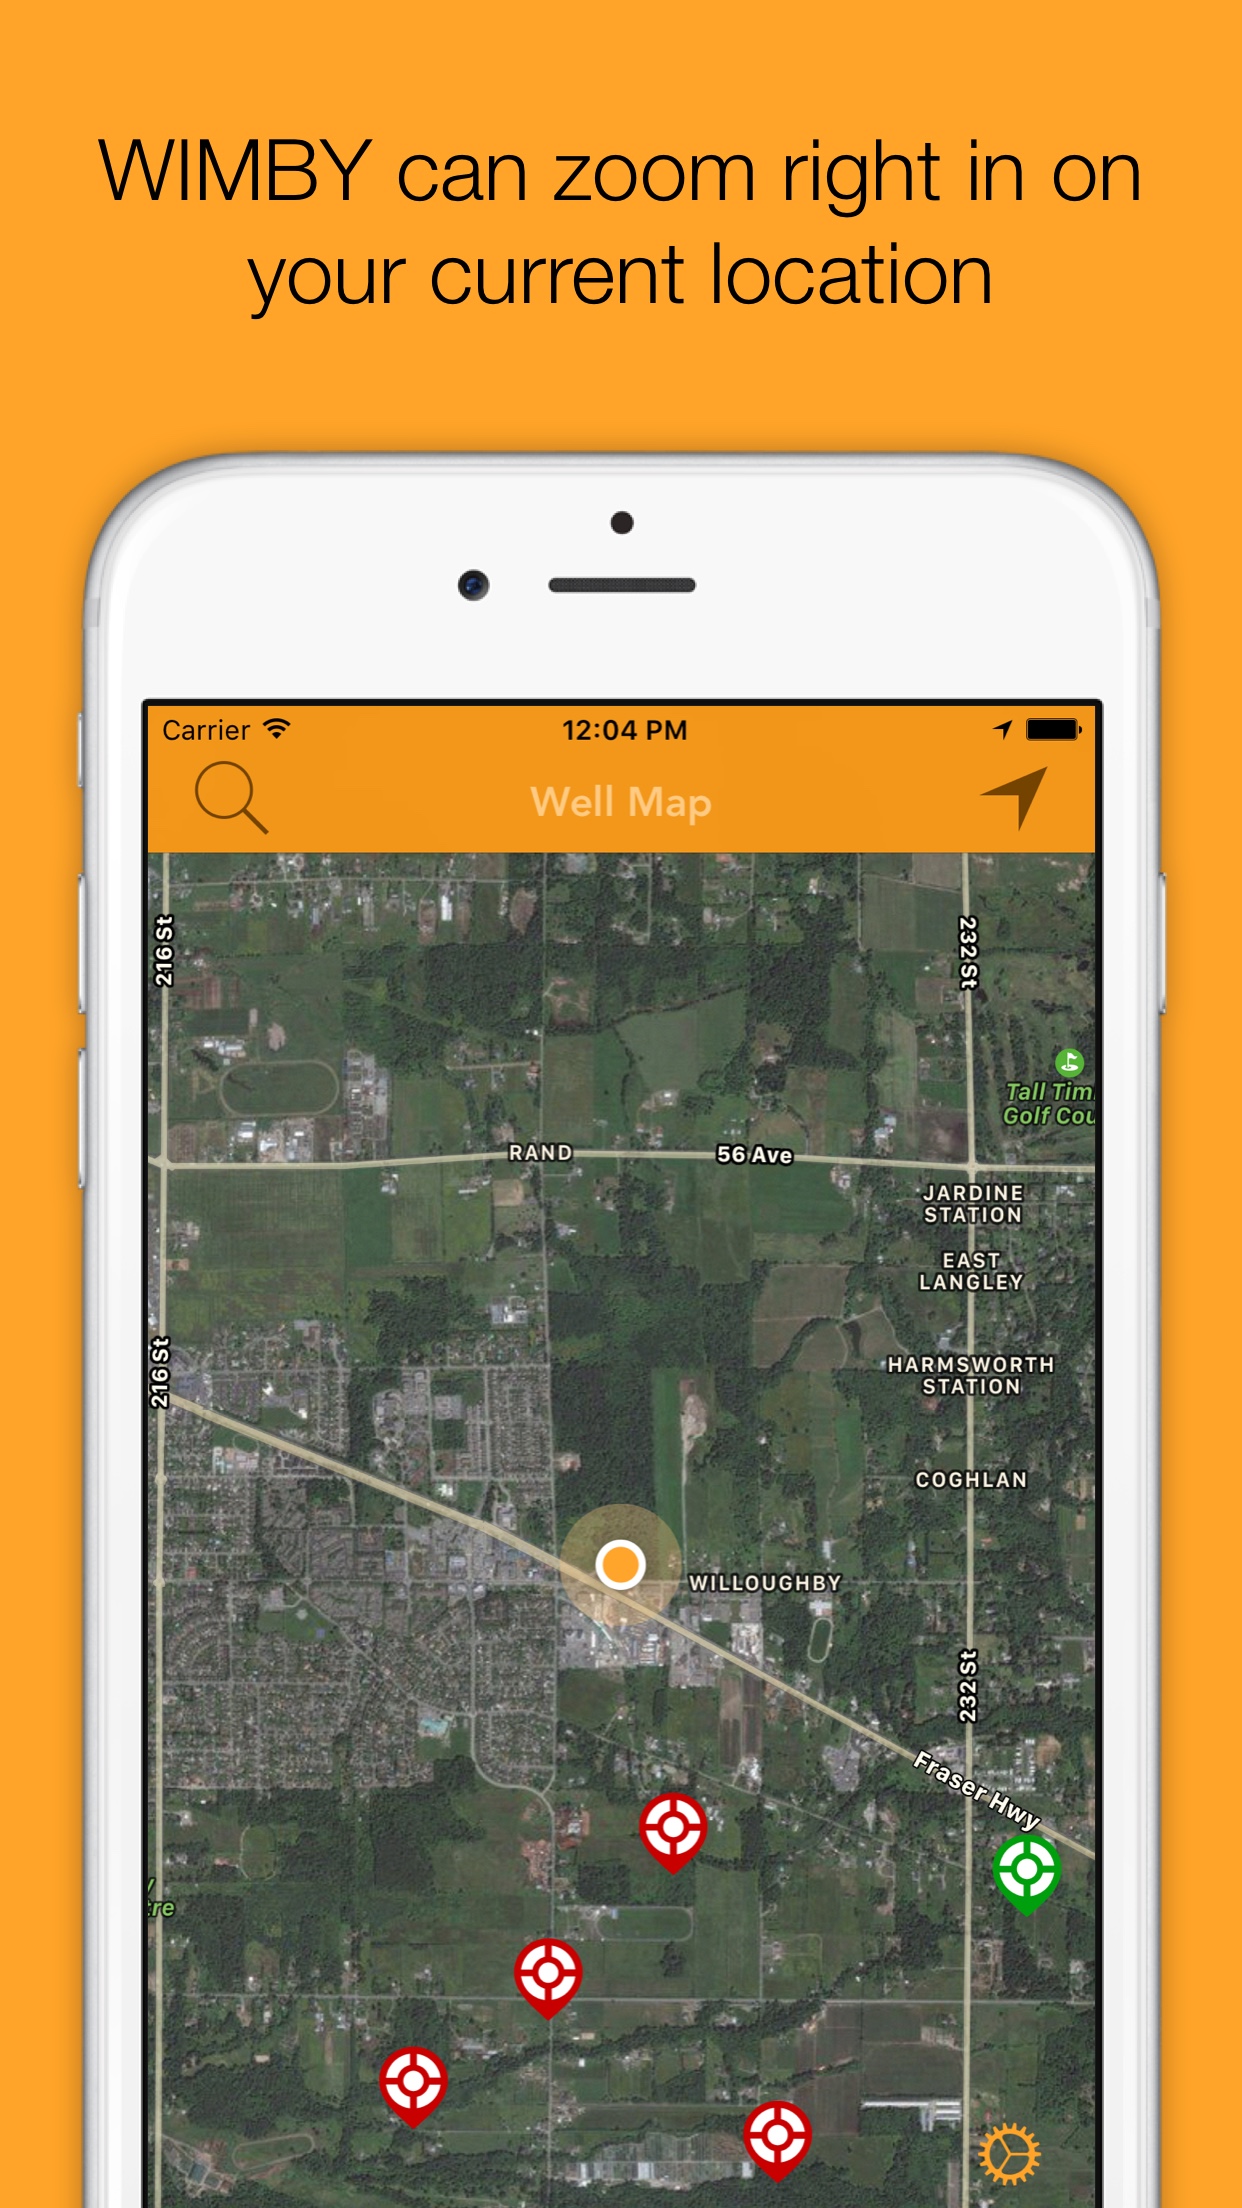 WIMBY can zoom right in on
your current location
Carrier
12:04 PM
Well Map
216 St
232 St
Tall Tim
Golf Cou
RAND
56 Ave
JARDINE
STATION
EAST
LANGLEY
216 St
HARMSWORTH
STATION
COGHLAN
WILLOUGHBY
232 St
Fraser Hwy